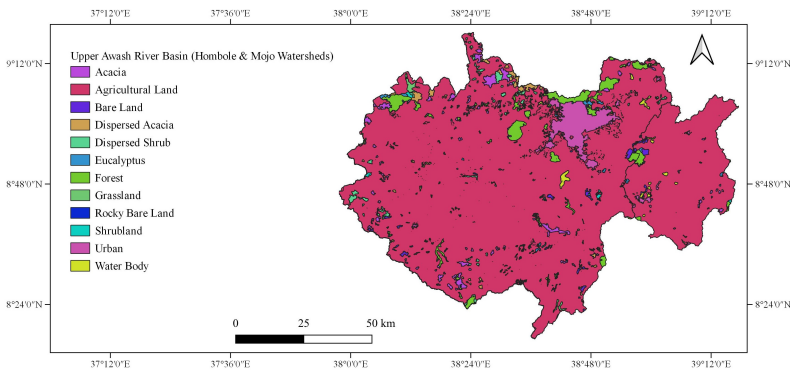 37°12'0"E 37°36'0"E 38°0'0"E 38°24'0"E 38°48'0"E 39°12'0"E
9°12'0"N 9°12'0"N
Upper Awash River Basin (Hombole & Mojo Watersheds)
Acacia
Agricultural Land
Bare Land
Dispersed Acacia
Dispersed Shrub
Eucalyptus
Forest
Grassland
Rocky Bare Land
Shrubland
Urban
Water Body
8°48'0"N 8°48'0"N
8°24'0"N 8°24'0"N
0 25 50 km
37°12'0"E 37°36'0"E 38°0'0"E 38°24'0"E 38°48'0"E 39°12'0"E